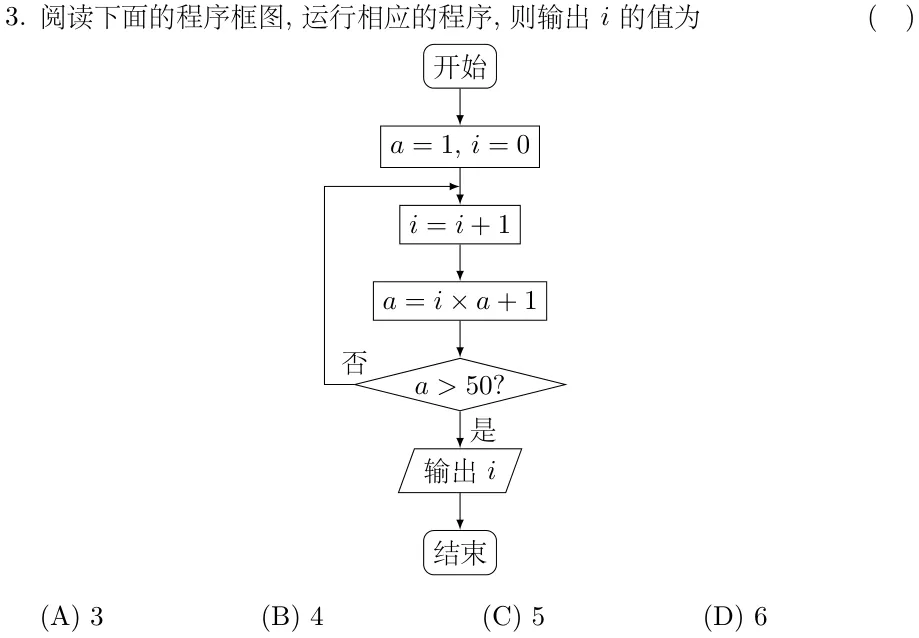 3. 阅读下面的程序框图, 运行相应的程序, 则输出 i 的值为 ( )
开始
a = 1, i = 0
i = i + 1
a = i × a + 1
否
a > 50?
是
输出 i
结束
(A) 3 (B) 4 (C) 5 (D) 6